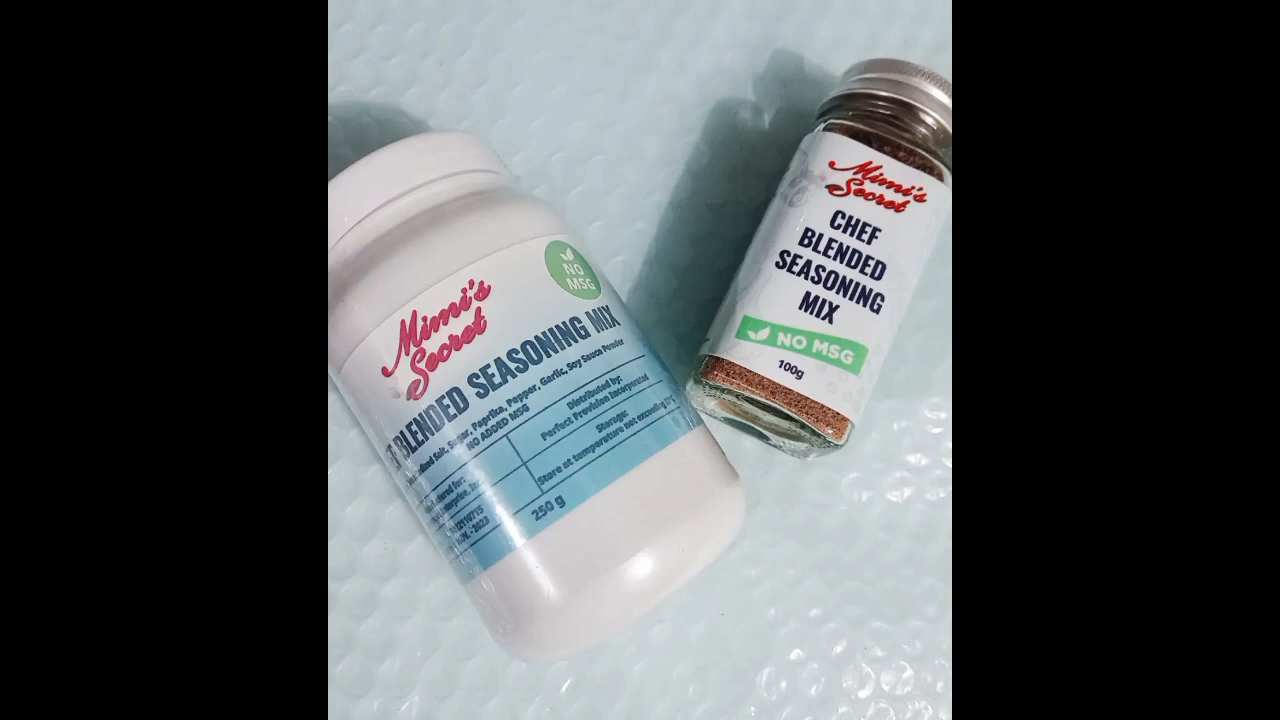 Mimi's
Secret
NO
MSG
BLENDED SEASONING MIX
Salt, Sugar, Paprika, Pepper, Garlic, Soy Sauce Powder
NO ADDED MSG
Distributed by:
Perfect Provision Incorporated
Storage:
Store at temperature not exceeding
NOV. - 2023
250 g
Mimi's
Secret
CHEF
BLENDED
SEASONING
MIX
NO MSG
100g